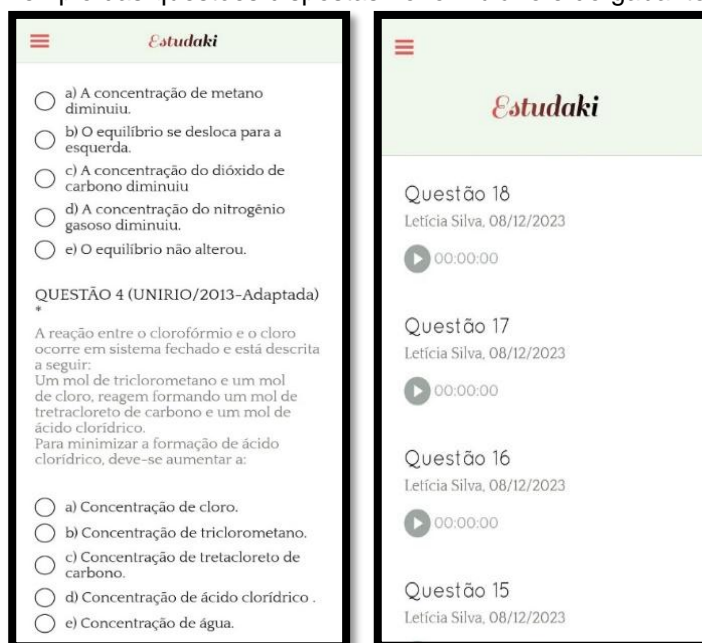 Estudaki
a) A concentração de metano
diminuiu.
b) O equilíbrio se desloca para a
esquerda.
c) A concentração do dióxido de
carbono diminuiu
d) A concentração do nitrogênio
gasoso diminuiu.
e) O equilíbrio não alterou.
QUESTÃO 4 (UNIRIO/2013-Adaptada)
*
A reação entre o clorofórmio e o cloro
ocorre em sistema fechado e está descrita
a seguir:
Um mol de triclorometano e um mol
de cloro, reagem formando um mol de
tretracloreto de carbono e um mol de
ácido clorídrico.
Para minimizar a formação de ácido
clorídrico, deve-se aumentar a:
a) Concentração de cloro.
b) Concentração de triclorometano.
c) Concentração de tretacloreto de
carbono.
d) Concentração de ácido clorídrico .
e) Concentração de água.
Estudaki
Questão 18
Letícia Silva, 08/12/2023
00:00:00
Questão 17
Letícia Silva, 08/12/2023
00:00:00
Questão 16
Letícia Silva, 08/12/2023
00:00:00
Questão 15
Letícia Silva, 08/12/2023